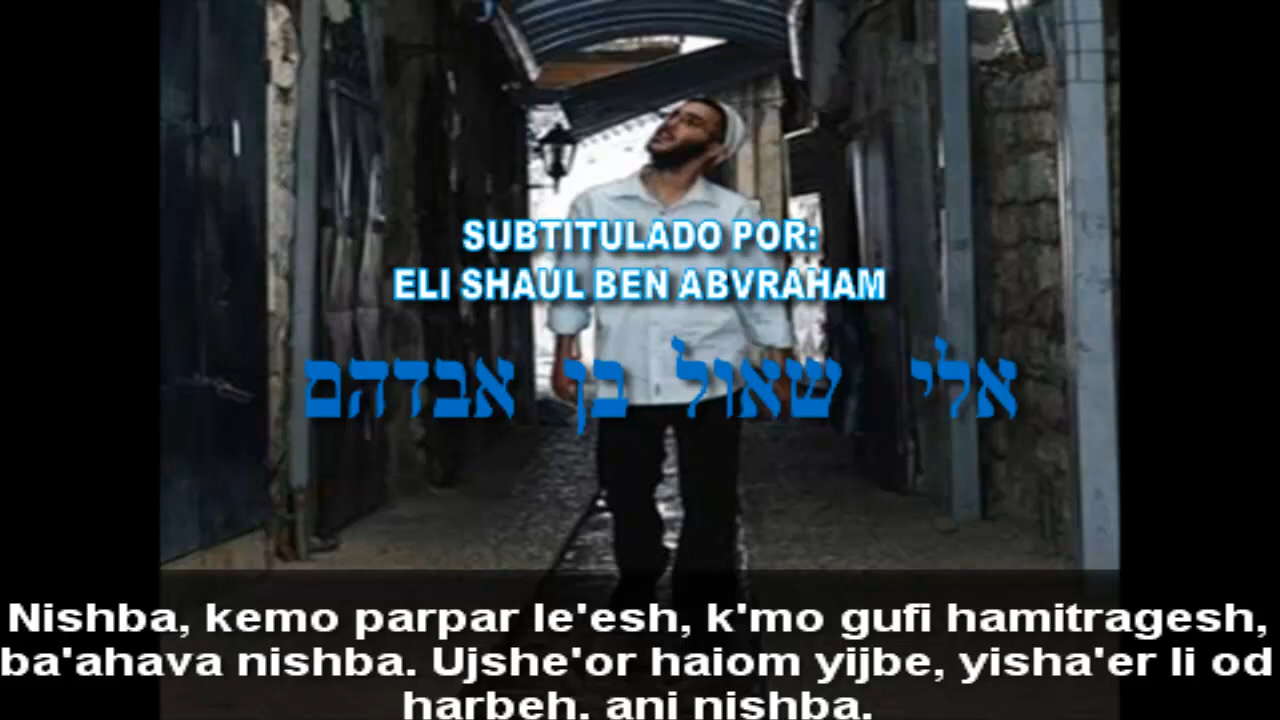 SUBTITULADO POR:
ELI SHAUL BEN ABVRAHAM
אלי שאול בן אבדהם
Nishba, kemo parpar le'esh, k'mo gufi hamitragesh,
ba'ahava nishba. Ujshe'or haiom yijbe, yisha'er li od
harbeh, ani nishba.